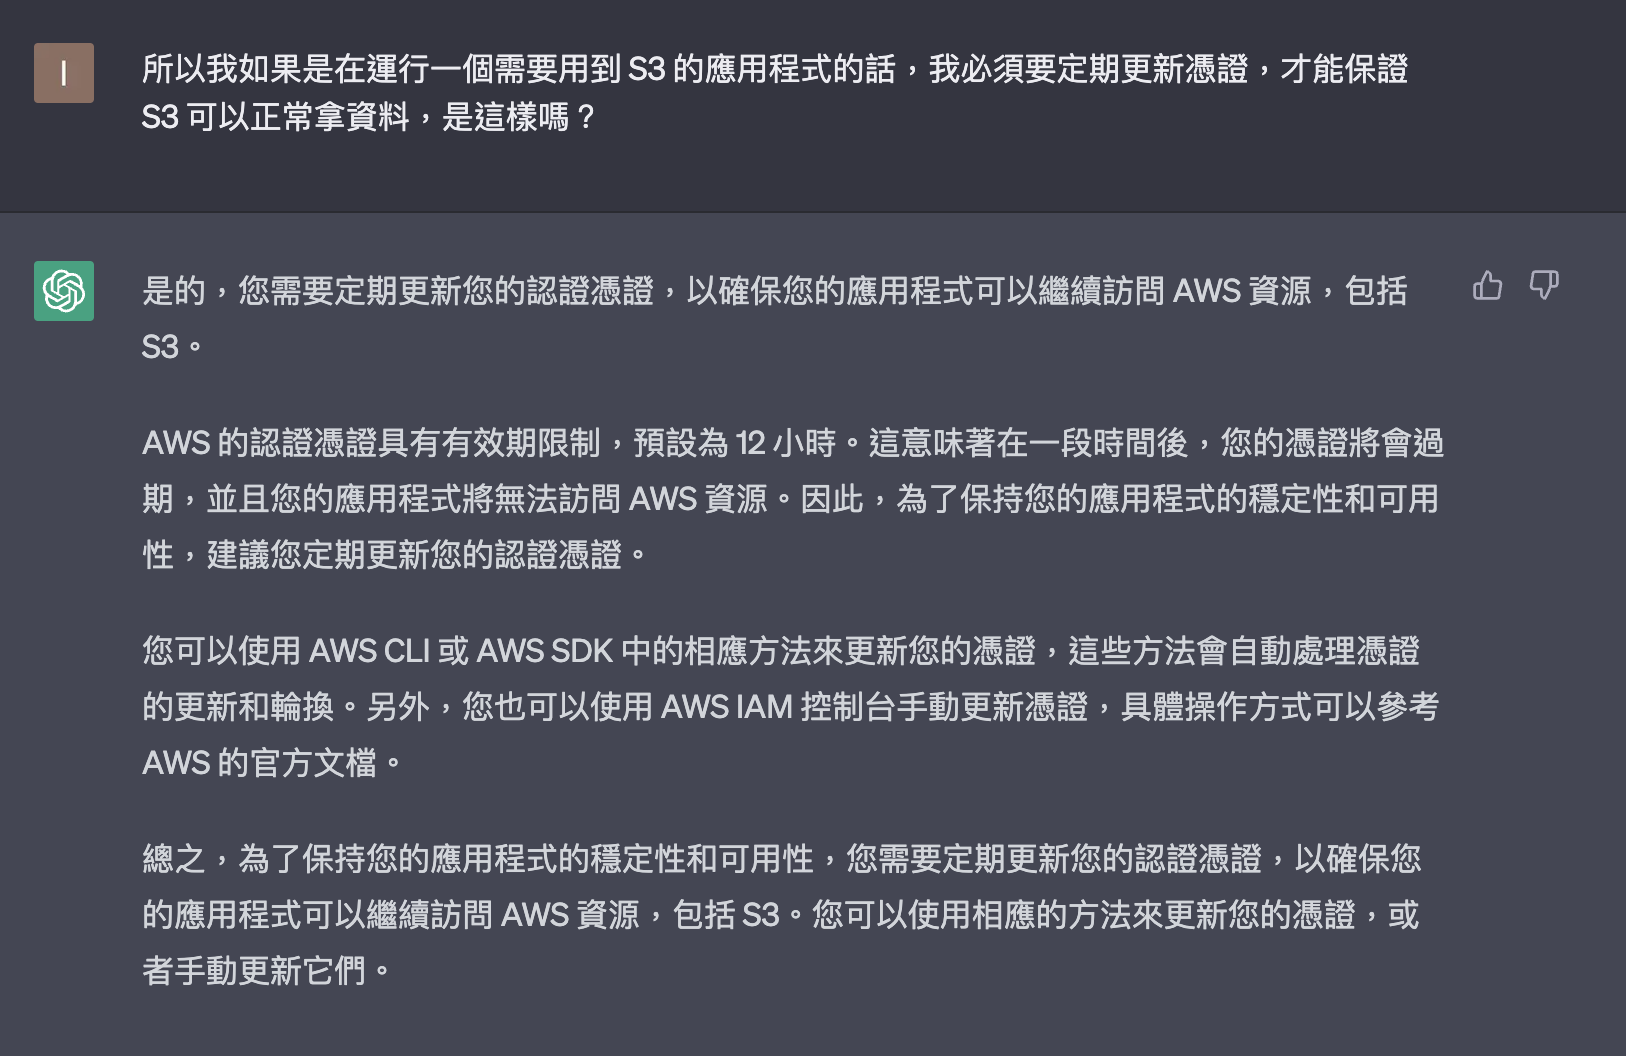 I
所以我如果是在運行一個需要用到 S3 的應用程式的話，我必須要定期更新憑證，才能保證
S3 可以正常拿資料，是這樣嗎？
是的，您需要定期更新您的認證憑證，以確保您的應用程式可以繼續訪問 AWS 資源，包括
S3。
AWS 的認證憑證具有有效期限制，預設為 12 小時。這意味著在一段時間後，您的憑證將會過
期，並且您的應用程式將無法訪問 AWS 資源。因此，為了保持您的應用程式的穩定性和可用
性，建議您定期更新您的認證憑證。
您可以使用 AWS CLI 或 AWS SDK 中的相應方法來更新您的憑證，這些方法會自動處理憑證
的更新和輪換。另外，您也可以使用 AWS IAM 控制台手動更新憑證，具體操作方式可以參考
AWS 的官方文檔。
總之，為了保持您的應用程式的穩定性和可用性，您需要定期更新您的認證憑證，以確保您
的應用程式可以繼續訪問 AWS 資源，包括 S3。您可以使用相應的方法來更新您的憑證，或
者手動更新它們。